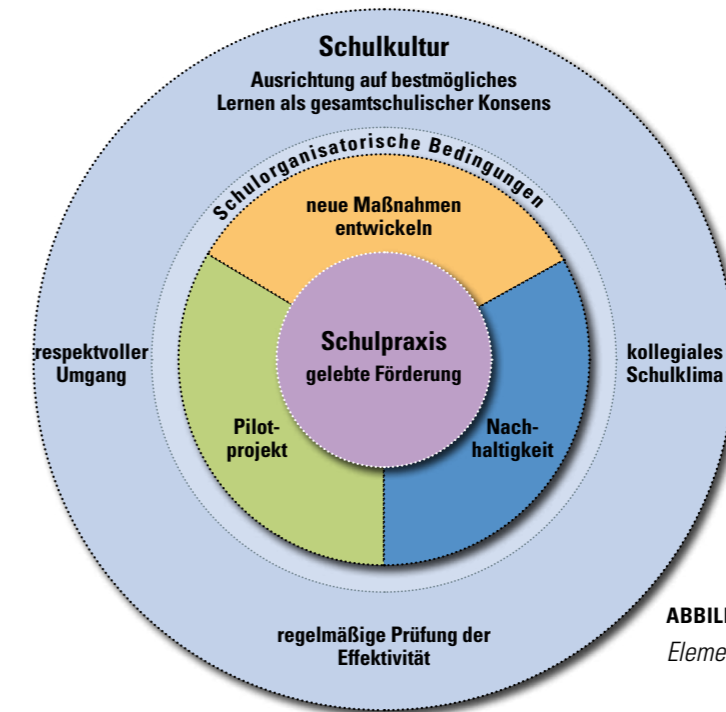 Schulkultur
Ausrichtung auf bestmögliches
Lernen als gesamtschulischer Konsens
Schulorganisatorische Bedingungen
neue Maßnahmen
entwickeln
Schulpraxis
gelebte Förderung
respektvoller
Umgang
kollegiales
Schulklima
Pilot-
projekt
Nach-
haltigkeit
regelmäßige Prüfung der
Effektivität